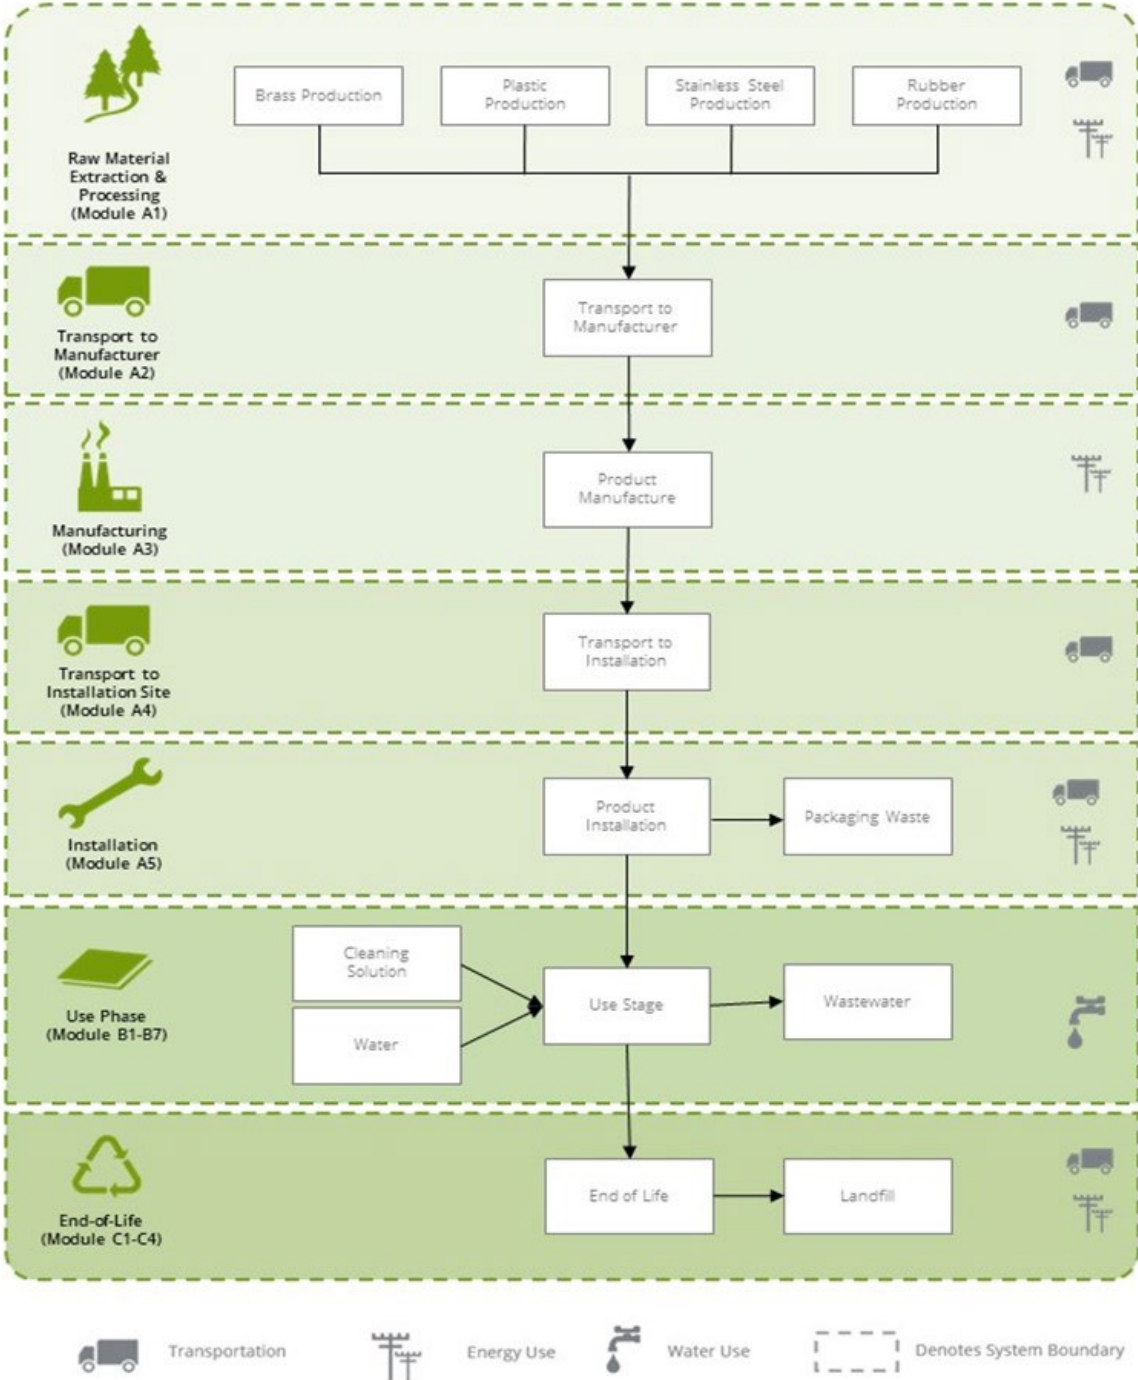 Brass Production
Plastic
Production
Stainless Steel
Production
Rubber
Production
Raw Material
Extraction &
Processing
(Module A1)
Transport to
Manufacturer
(Module A2)
Transport to
Manufacturer
Manufacturing
(Module A3)
Product
Manufacture
Transport to
Installation Site
(Module A4)
Transport to
Installation
Installation
(Module A5)
Product
Installation
Packaging Waste
Use Phase
(Module B1-B7)
Cleaning
Solution
Water
Use Stage
Wastewater
End-of-Life
(Module C1-C4)
End of Life
Landfill
Transportation
Energy Use
Water Use
Denotes System Boundary